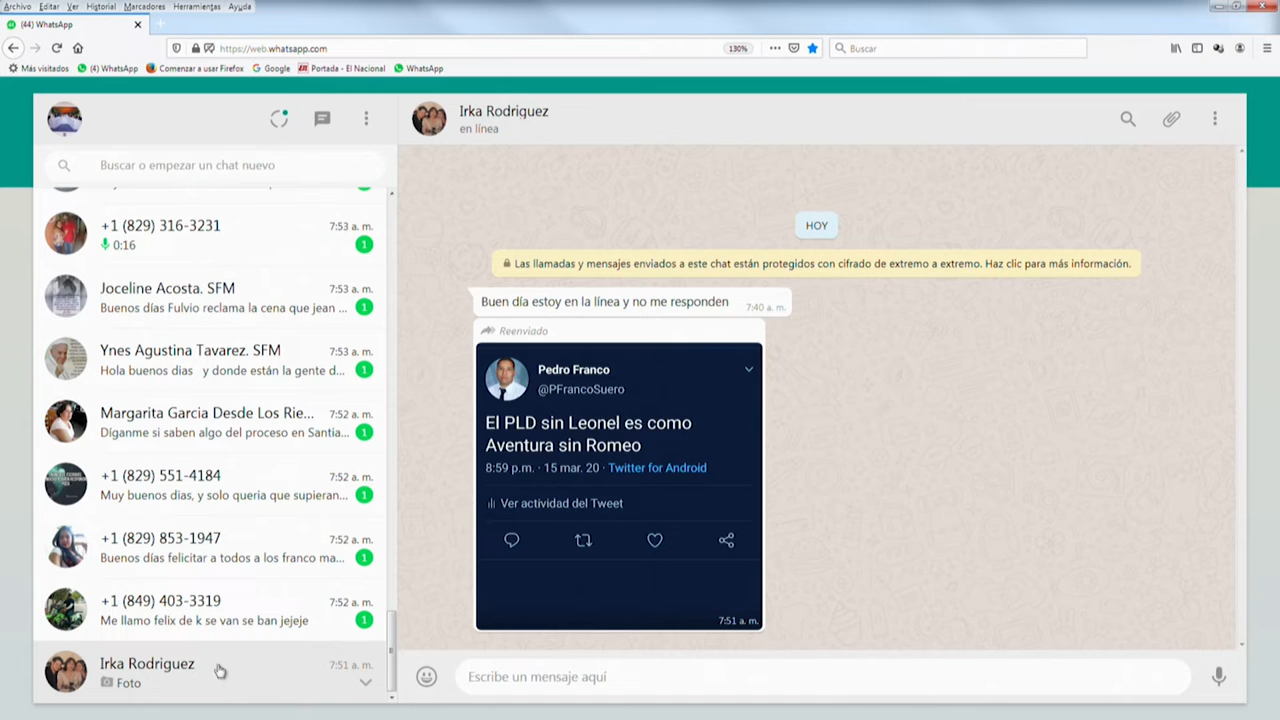 Archivo Editar Ver Historial Marcadores Herramientas Ayuda
(44) WhatsApp
https://web.whatsapp.com
130%
Buscar
Más visitados
(4) WhatsApp
Comenzar a usar Firefox
Google
Portada - El Nacional
WhatsApp
Buscar o empezar un chat nuevo
+1 (829) 316-3231
7:53 a. m.
0:16
1
Joceline Acosta. SFM
7:53 a. m.
Buenos días Fulvio reclama la cena que jean ...
1
Ynes Agustina Tavarez. SFM
7:53 a. m.
Hola buenos dias y donde están la gente d...
1
Margarita Garcia Desde Los Rie...
7:52 a. m.
Díganme si saben algo del proceso en Santia...
1
+1 (829) 551-4184
7:52 a. m.
Muy buenos dias, y solo queria que supieran...
1
+1 (829) 853-1947
7:52 a. m.
Buenos días felicitar a todos a los franco ma...
1
+1 (849) 403-3319
7:52 a. m.
Me llamo felix de k se van se ban jejeje
1
Irka Rodriguez
7:51 a. m.
Foto
Irka Rodriguez
en línea
HOY
Las llamadas y mensajes enviados a este chat están protegidos con cifrado de extremo a extremo. Haz clic para más información.
Buen día estoy en la línea y no me responden
7:40 a. m.
Reenviado
Pedro Franco
@PFrancoSuero
El PLD sin Leonel es como
Aventura sin Romeo
8:59 p.m. · 15 mar. 20 · Twitter for Android
Ver actividad del Tweet
7:51 a. m.
Escribe un mensaje aquí